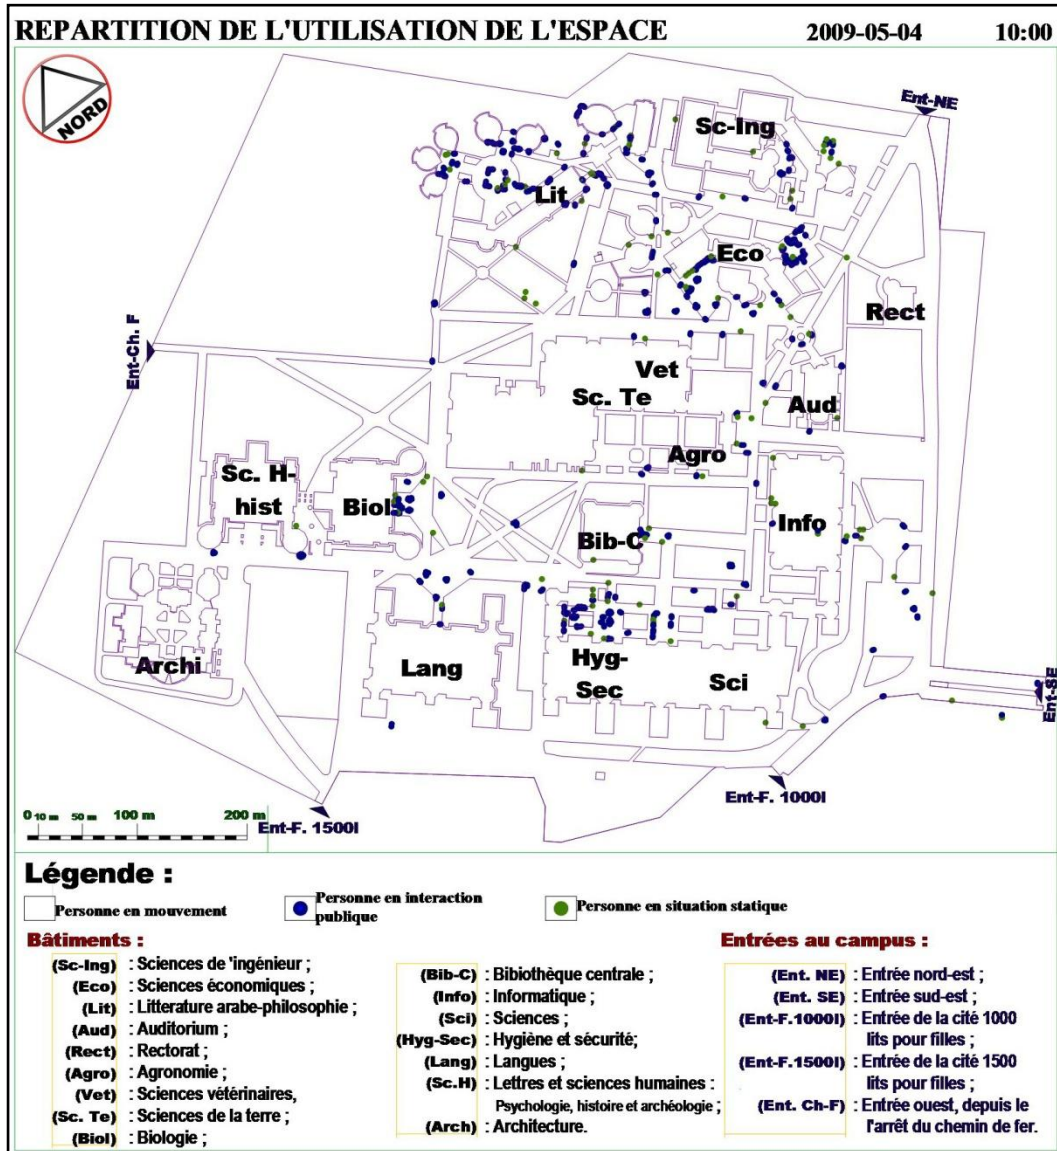 REPARTITION DE L'UTILISATION DE L'ESPACE 2009-05-04 10:00
NORD
Ent-NE
Sc-Ing
Lit
Eco
Rect
Ent-Ch. F
Vet
Sc. Te
Aud
Agro
Sc. H-
hist
Biol
Info
Bib-C
Archi
Lang
Hyg-
Sec
Sci
Ent-SE
Ent-F. 1000l
Ent-F. 1500l
0 10 m 50 m 100 m 200 m
Légende :
Personne en mouvement
Personne en interaction
publique
Personne en situation statique
Bâtiments :
(Sc-Ing) : Sciences de 'ingénieur ;
(Eco) : Sciences économiques ;
(Lit) : Litterature arabe-philosophie ;
(Aud) : Auditorium ;
(Rect) : Rectorat ;
(Agro) : Agronomie ;
(Vet) : Sciences vétérinaires,
(Sc. Te) : Sciences de la terre ;
(Biol) : Biologie ;
(Bib-C) : Bibiothèque centrale ;
(Info) : Informatique ;
(Sci) : Sciences ;
(Hyg-Sec) : Hygiène et sécurité;
(Lang) : Langues ;
(Sc.H) : Lettres et sciences humaines :
Psychologie, histoire et archéologie ;
(Arch) : Architecture.
Entrées au campus :
(Ent. NE) : Entrée nord-est ;
(Ent. SE) : Entrée sud-est ;
(Ent-F.1000l) : Entrée de la cité 1000
lits pour filles ;
(Ent-F.1500l) : Entrée de la cité 1500
lits pour filles ;
(Ent. Ch-F) : Entrée ouest, depuis le
l'arrêt du chemin de fer.